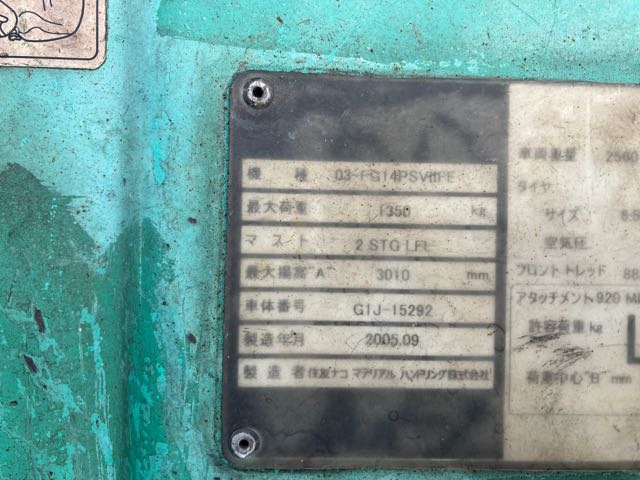 機 種 03-FG14PSVIIFE
最大荷重 1350 kg
マスト 2 STG LFL
最大揚高"A" 3010 mm
車体番号 G1J-15292
製造年月 2005.09
製造者 住友ナコ マテリアル ハンドリング株式会社
車両重量 2560
タイヤ
サイズ
空気圧
フロント トレッド
アタッチメント 920
許容荷重 kg
荷重中心"B" mm